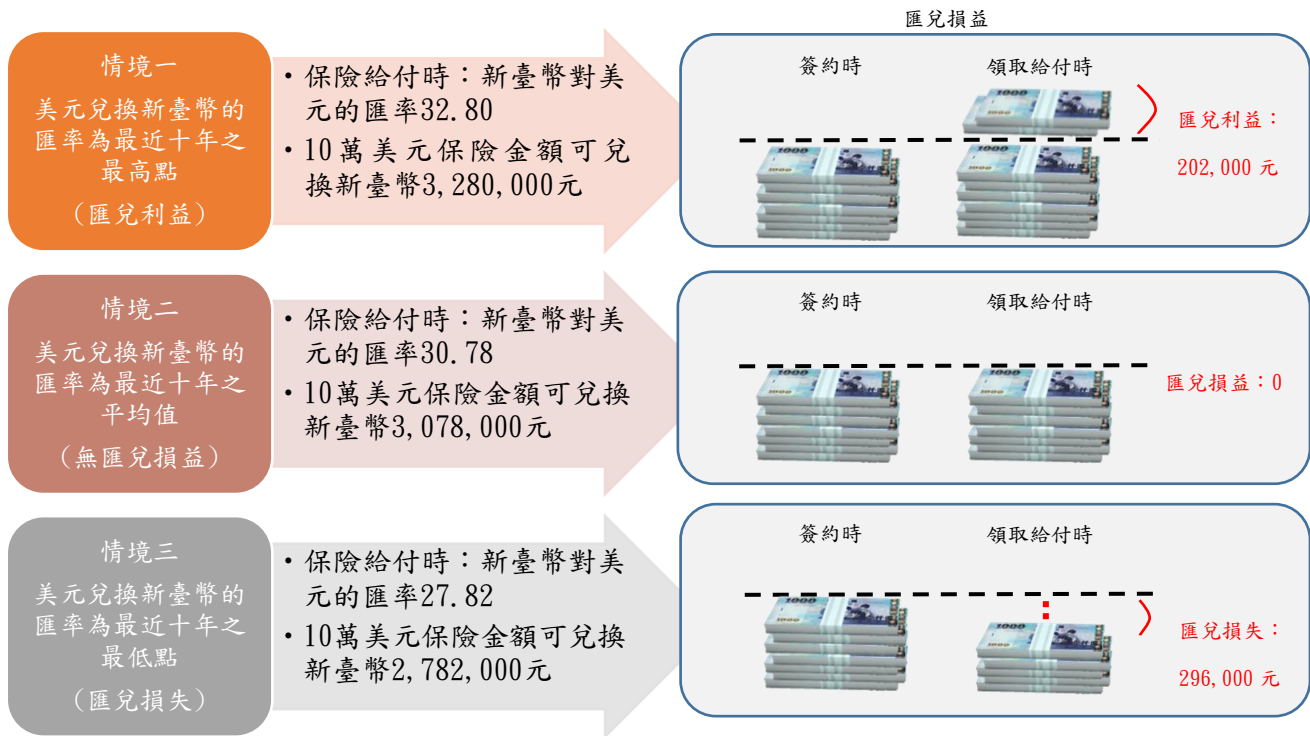 匯兌損益
情境一
美元兌換新臺幣的
匯率為最近十年之
最高點
（匯兌利益）
•保險給付時：新臺幣對美
元的匯率32.80
•10萬美元保險金額可兌
換新臺幣3,280,000元
簽約時
領取給付時
匯兌利益：
202,000 元
情境二
美元兌換新臺幣的
匯率為最近十年之
平均值
（無匯兌損益）
•保險給付時：新臺幣對美
元的匯率30.78
•10萬美元保險金額可兌換
新臺幣3,078,000元
簽約時
領取給付時
匯兌損益：0
情境三
美元兌換新臺幣的
匯率為最近十年之
最低點
（匯兌損失）
•保險給付時：新臺幣對美
元的匯率27.82
•10萬美元保險金額可兌換
新臺幣2,782,000元
簽約時
領取給付時
匯兌損失：
296,000 元